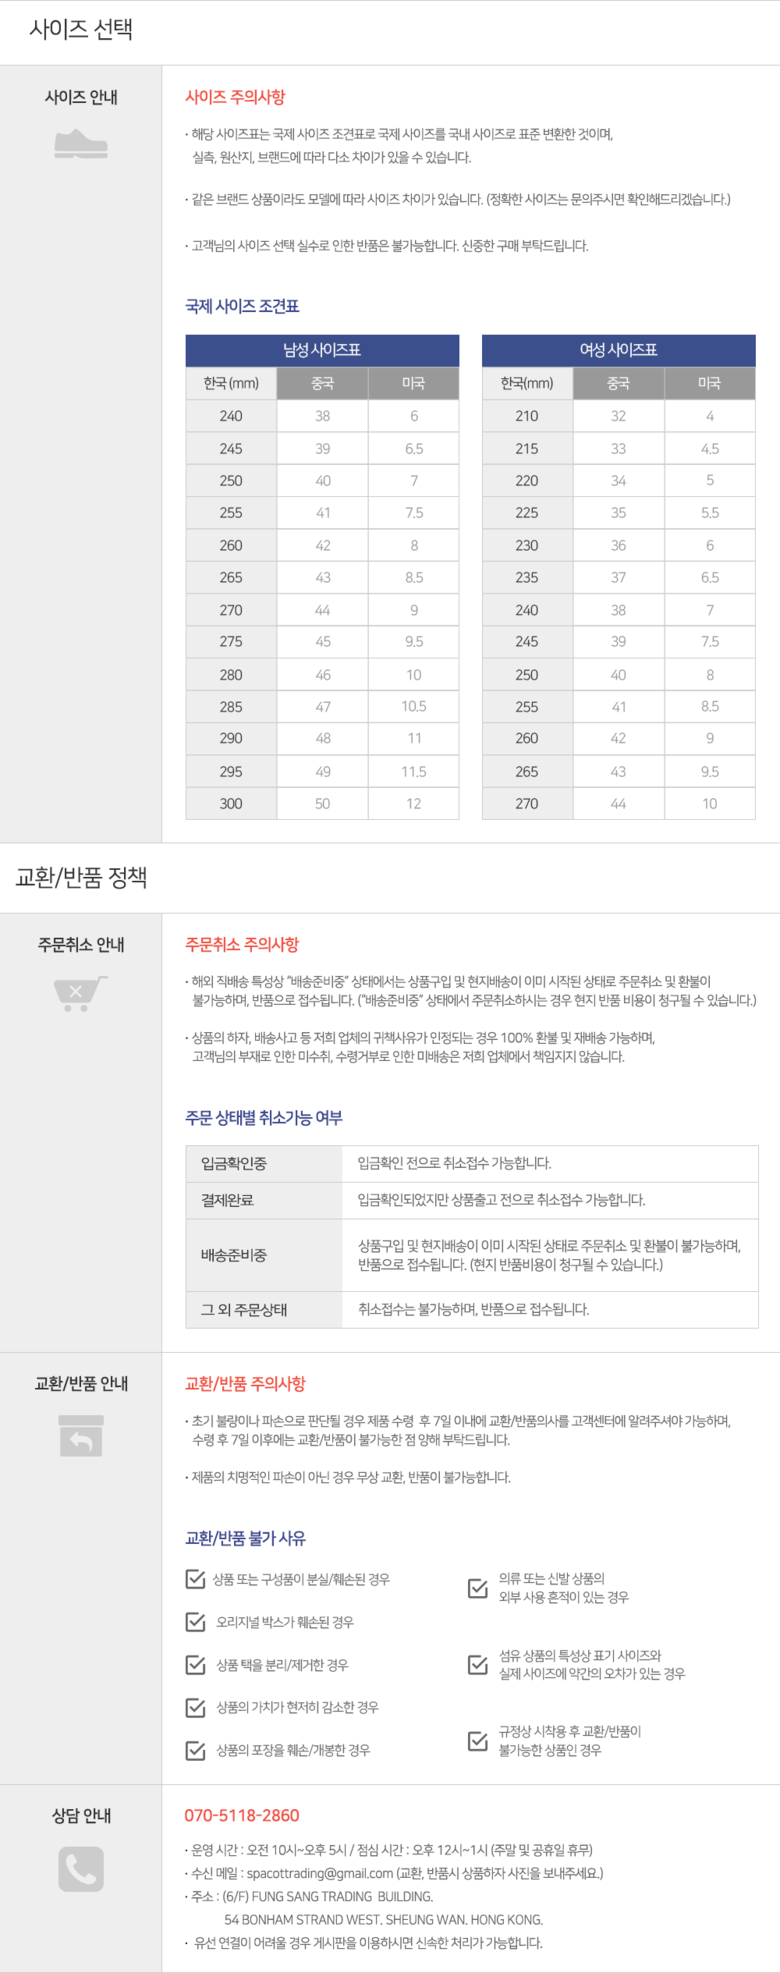 사이즈 선택
사이즈 안내
사이즈 주의사항
· 해당 사이즈표는 국제 사이즈 조견표로 국제 사이즈를 국내 사이즈로 표준 변환한 것이며,
실측, 원산지, 브랜드에 따라 다소 차이가 있을 수 있습니다.
· 같은 브랜드 상품이라도 모델에 따라 사이즈 차이가 있습니다. (정확한 사이즈는 문의주시면 확인해드리겠습니다.)
· 고객님의 사이즈 선택 실수로 인한 반품은 불가능합니다. 신중한 구매 부탁드립니다.
국제 사이즈 조견표
남성 사이즈표
한국 (mm) 중국 미국
240 38 6
245 39 6.5
250 40 7
255 41 7.5
260 42 8
265 43 8.5
270 44 9
275 45 9.5
280 46 10
285 47 10.5
290 48 11
295 49 11.5
300 50 12
여성 사이즈표
한국(mm) 중국 미국
210 32 4
215 33 4.5
220 34 5
225 35 5.5
230 36 6
235 37 6.5
240 38 7
245 39 7.5
250 40 8
255 41 8.5
260 42 9
265 43 9.5
270 44 10
교환/반품 정책
주문취소 안내
주문취소 주의사항
· 해외 직배송 특성상 “배송준비중” 상태에서는 상품구입 및 현지배송이 이미 시작된 상태로 주문취소 및 환불이
불가능하며, 반품으로 접수됩니다. (“배송준비중” 상태에서 주문취소하시는 경우 현지 반품 비용이 청구될 수 있습니다.)
· 상품의 하자, 배송사고 등 저희 업체의 귀책사유가 인정되는 경우 100% 환불 및 재배송 가능하며,
고객님의 부재로 인한 미수취, 수령거부로 인한 미배송은 저희 업체에서 책임지지 않습니다.
주문 상태별 취소가능 여부
입금확인중 입금확인 전으로 취소접수 가능합니다.
결제완료 입금확인되었지만 상품출고 전으로 취소접수 가능합니다.
배송준비중 상품구입 및 현지배송이 이미 시작된 상태로 주문취소 및 환불이 불가능하며,
반품으로 접수됩니다. (현지 반품비용이 청구될 수 있습니다.)
그 외 주문상태 취소접수는 불가능하며, 반품으로 접수됩니다.
교환/반품 안내
교환/반품 주의사항
· 초기 불량이나 파손으로 판단될 경우 제품 수령 후 7일 이내에 교환/반품의사를 고객센터에 알려주셔야 가능하며,
수령 후 7일 이후에는 교환/반품이 불가능한 점 양해 부탁드립니다.
· 제품의 치명적인 파손이 아닌 경우 무상 교환, 반품이 불가능합니다.
교환/반품 불가 사유
상품 또는 구성품이 분실/훼손된 경우
오리지널 박스가 훼손된 경우
상품 택을 분리/제거한 경우
상품의 가치가 현저히 감소한 경우
상품의 포장을 훼손/개봉한 경우
의류 또는 신발 상품의
외부 사용 흔적이 있는 경우
섬유 상품의 특성상 표기 사이즈와
실제 사이즈에 약간의 오차가 있는 경우
규정상 시착용 후 교환/반품이
불가능한 상품인 경우
상담 안내
070-5118-2860
· 운영 시간 : 오전 10시~오후 5시 / 점심 시간 : 오후 12시~1시 (주말 및 공휴일 휴무)
· 수신 메일 : spacottrading@gmail.com (교환, 반품시 상품하자 사진을 보내주세요.)
· 주소 : (6/F) FUNG SANG TRADING BUILDING.
54 BONHAM STRAND WEST. SHEUNG WAN. HONG KONG.
· 유선 연결이 어려울 경우 게시판을 이용하시면 신속한 처리가 가능합니다.